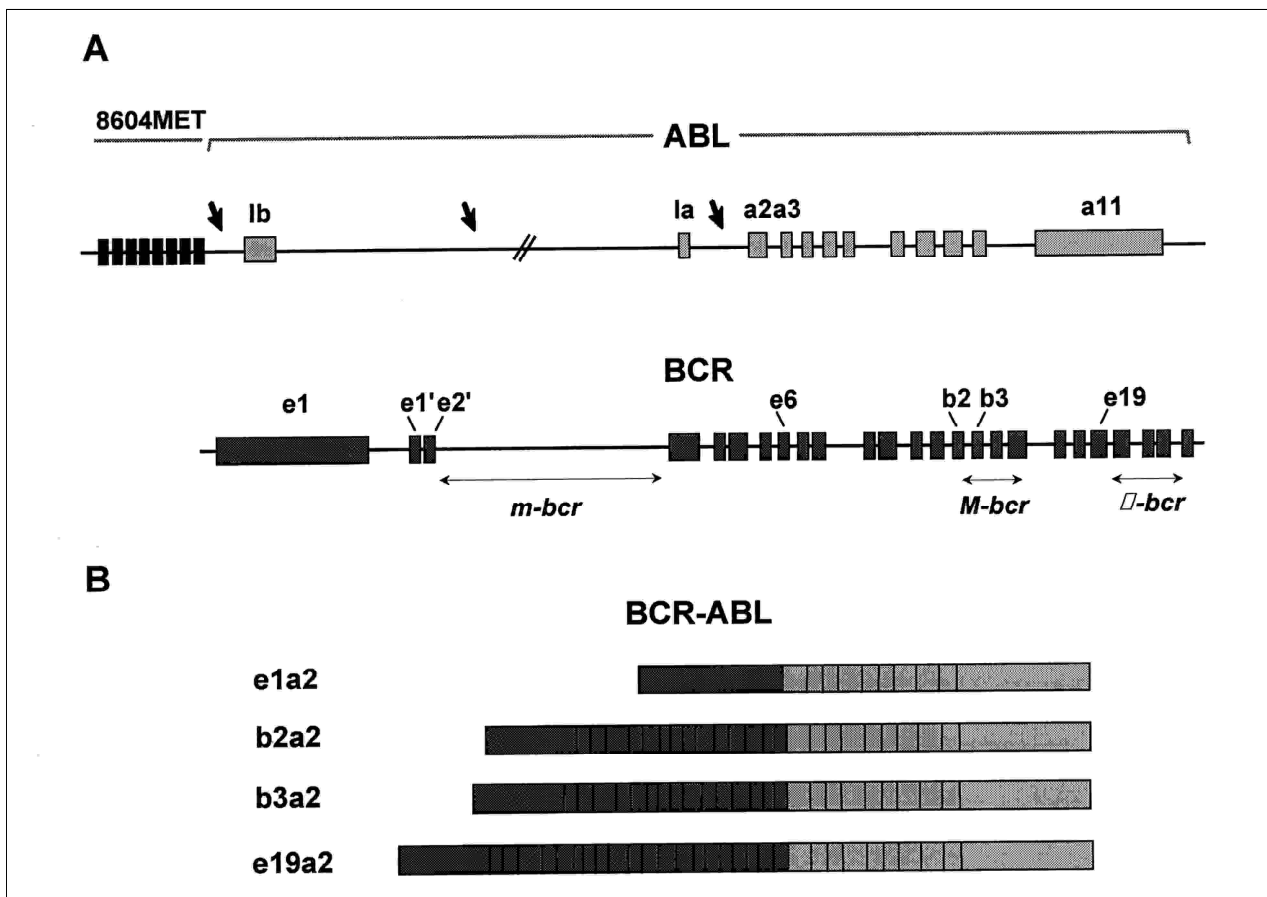 A
8604MET
ABL
Ib
Ia
a2a3
a11
BCR
e1
e1'
e2'
e6
b2
b3
e19
m-bcr
M-bcr
▯-bcr
B
BCR-ABL
e1a2
b2a2
b3a2
e19a2